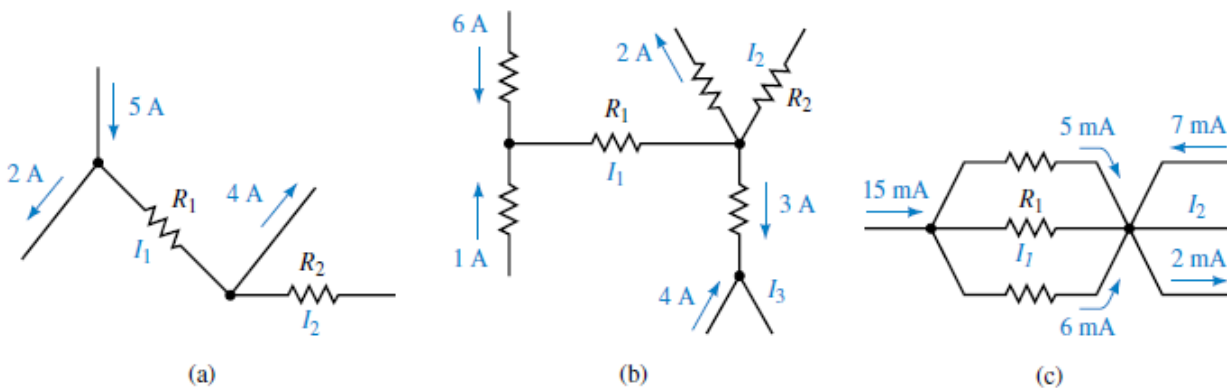 5 A
2 A
R1
I1
4 A
R2
I2
(a)
6 A
2 A
I2
R2
R1
I1
1 A
3 A
4 A
I3
(b)
5 mA
7 mA
15 mA
R1
I1
I2
2 mA
6 mA
(c)